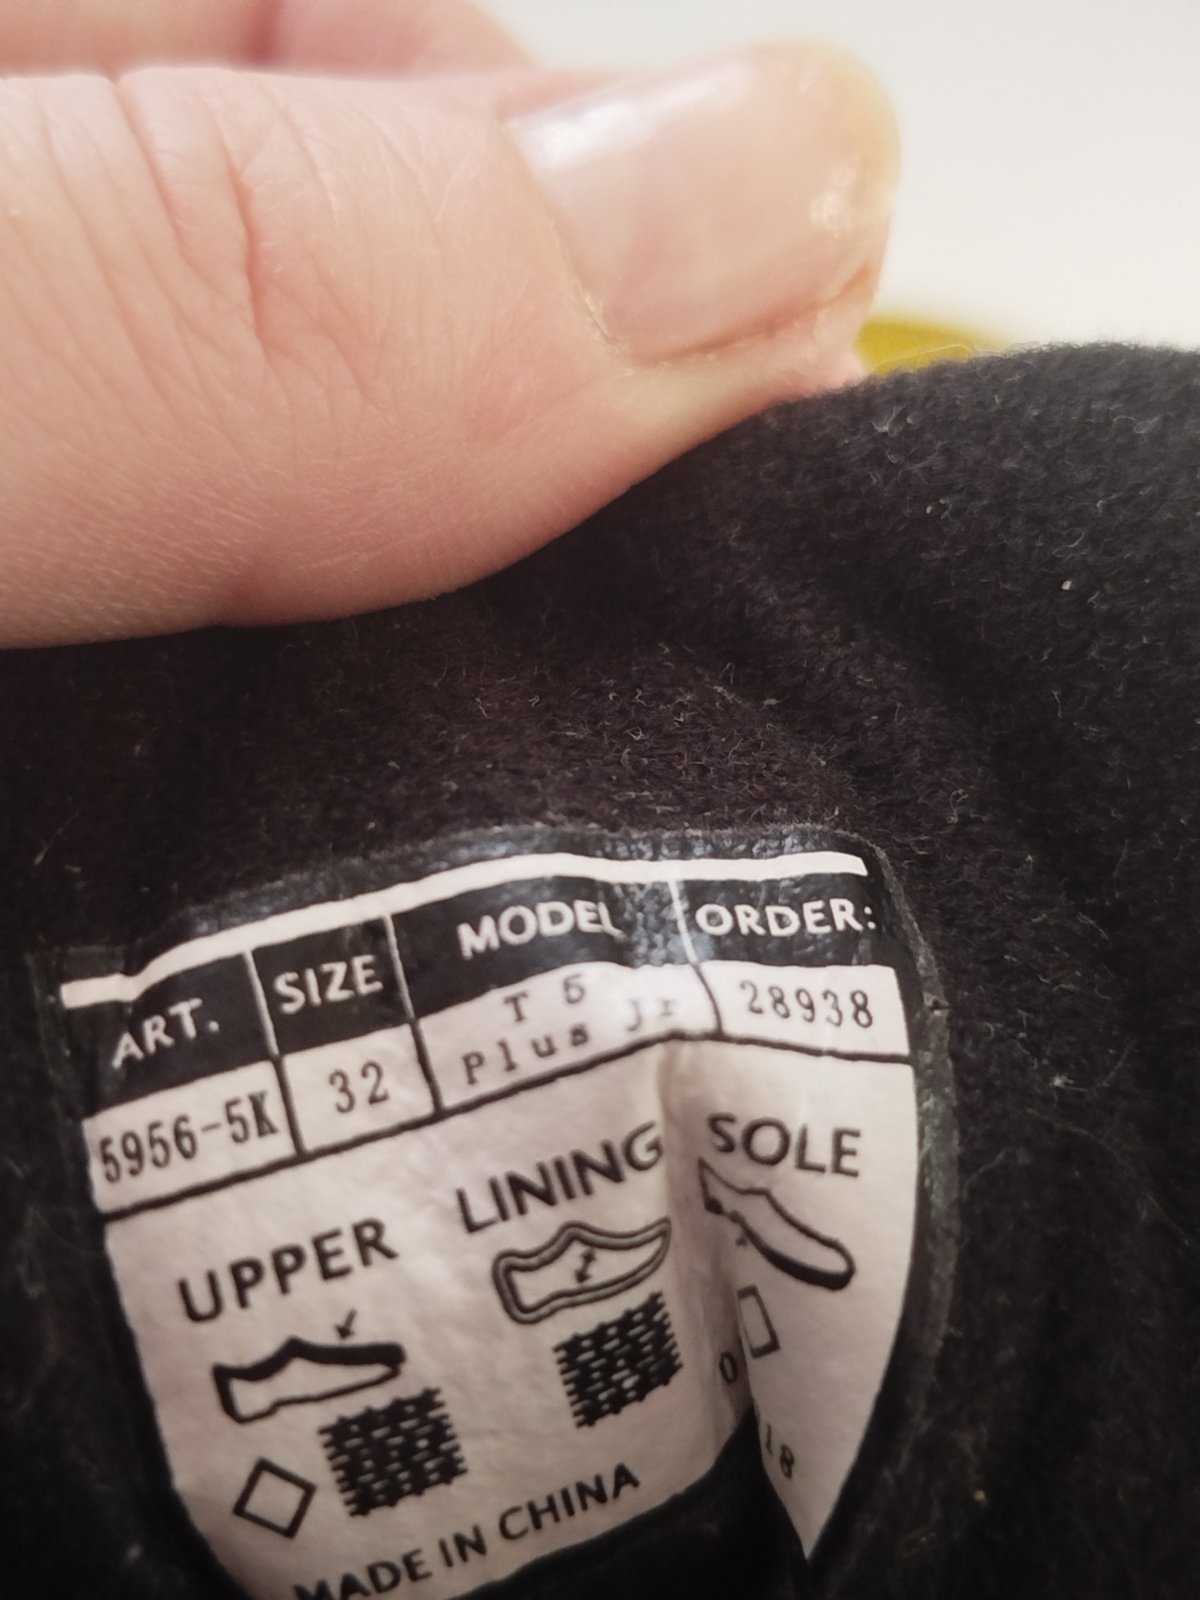 ART. SIZE MODEL ORDER:
5956-5K 32 T 5 Plus Jr 28938
UPPER LINING SOLE
MADE IN CHINA